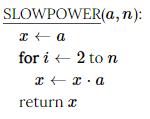 SLOWPOWER(a, n):
x ← a
for i ← 2 to n
x ← x · a
return x